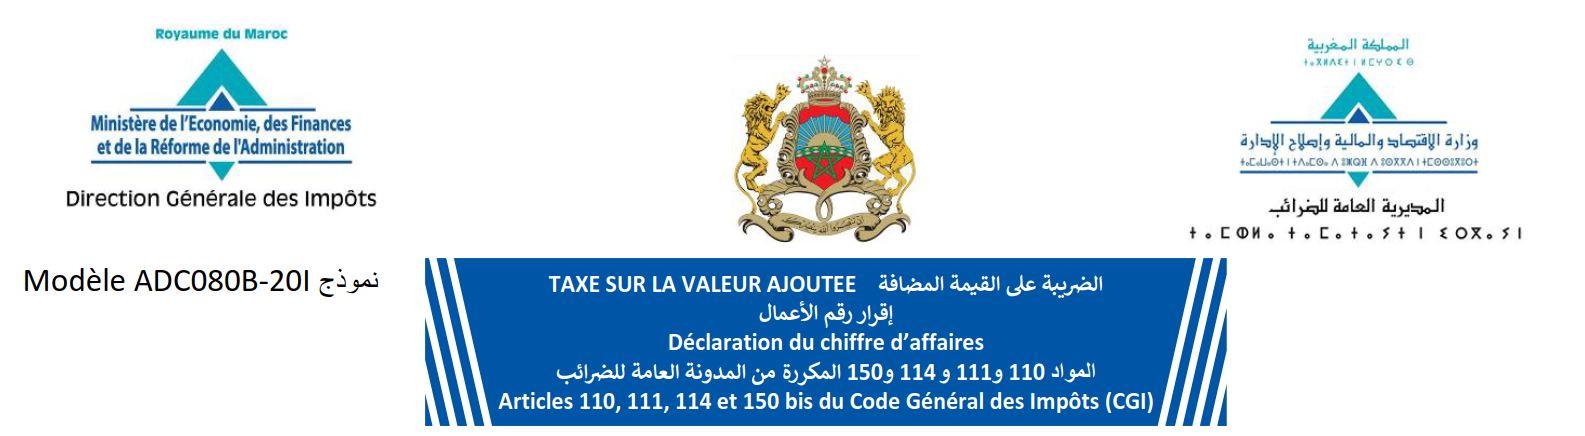 Royaume du Maroc
Ministère de l'Economie, des Finances
et de la Réforme de l'Administration
Direction Générale des Impôts
المملكة المغربية
ⵜⴰⴳⵍⴷⵉⵜ ⵏ ⵍⵎⵖⵔⵉⴱ
وزارة الاقتصاد والمالية وإصلاح الإدارة
المديرية العامة للضرائب
Modèle ADC080B-20I نموذج
TAXE SUR LA VALEUR AJOUTEE الضريبة على القيمة المضافة
إقرار رقم الأعمال
Déclaration du chiffre d'affaires
المواد 110 و111 و 114 و150 المكررة من المدونة العامة للضرائب
Articles 110, 111, 114 et 150 bis du Code Général des Impôts (CGI)